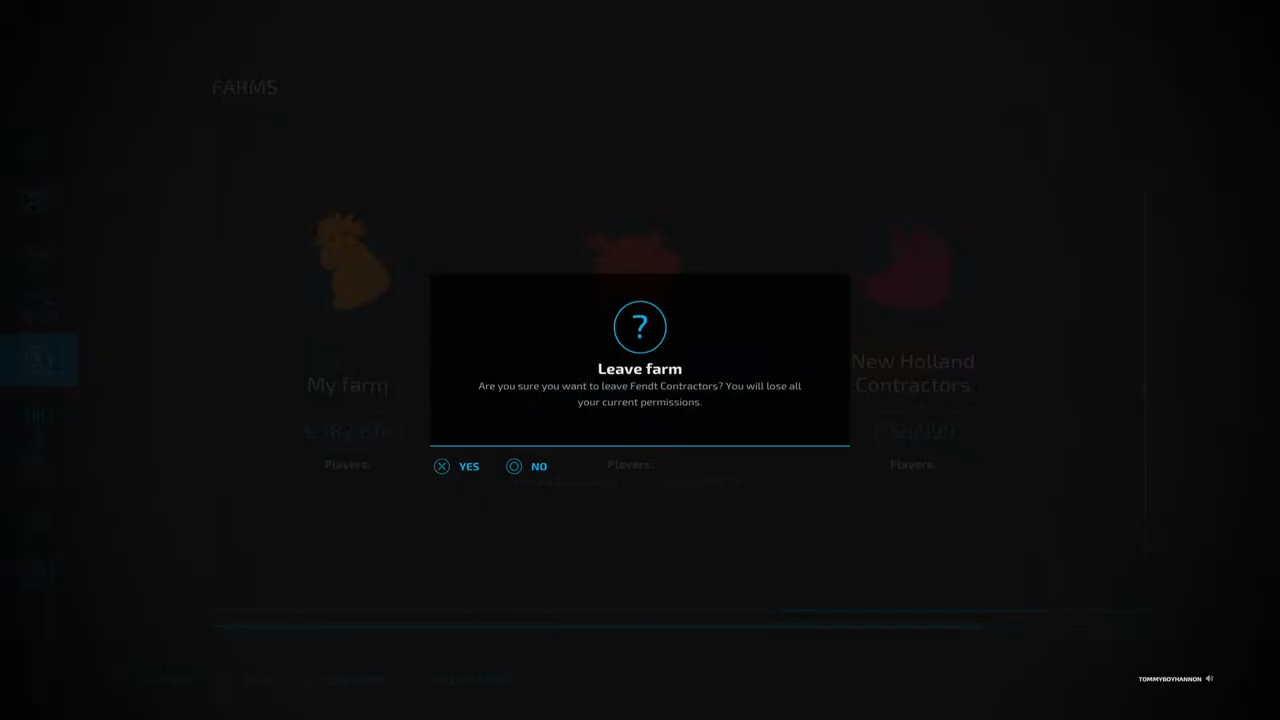 FARMS
My farm
New Holland
Contractors
Players:
Players:
Players:
?
Leave farm
Are you sure you want to leave Fendt Contractors? You will lose all
your current permissions.
YES
NO
TOMMYBOYHANNON